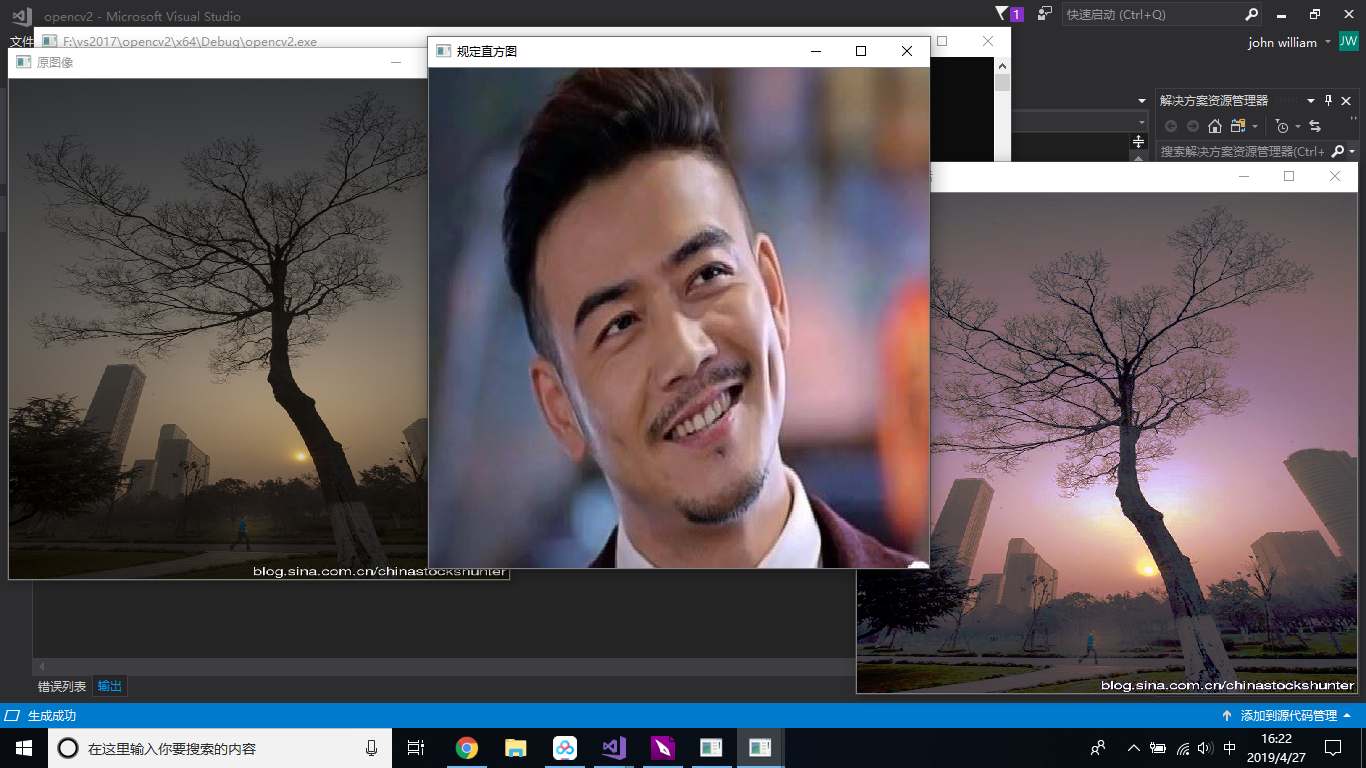 opencv2 - Microsoft Visual Studio
1
快速启动 (Ctrl+Q)
文件
F:\vs2017\opencv2\x64\Debug\opencv2.exe
john william
JW
原图像
规定直方图
解决方案资源管理器
搜索解决方案资源管理器(Ctrl+
blog.sina.com.cn/chinastockshunter
blog.sina.com.cn/chinastockshunter
错误列表
输出
生成成功
添加到源代码管理
在这里输入你要搜索的内容
中
16:22
2019/4/27